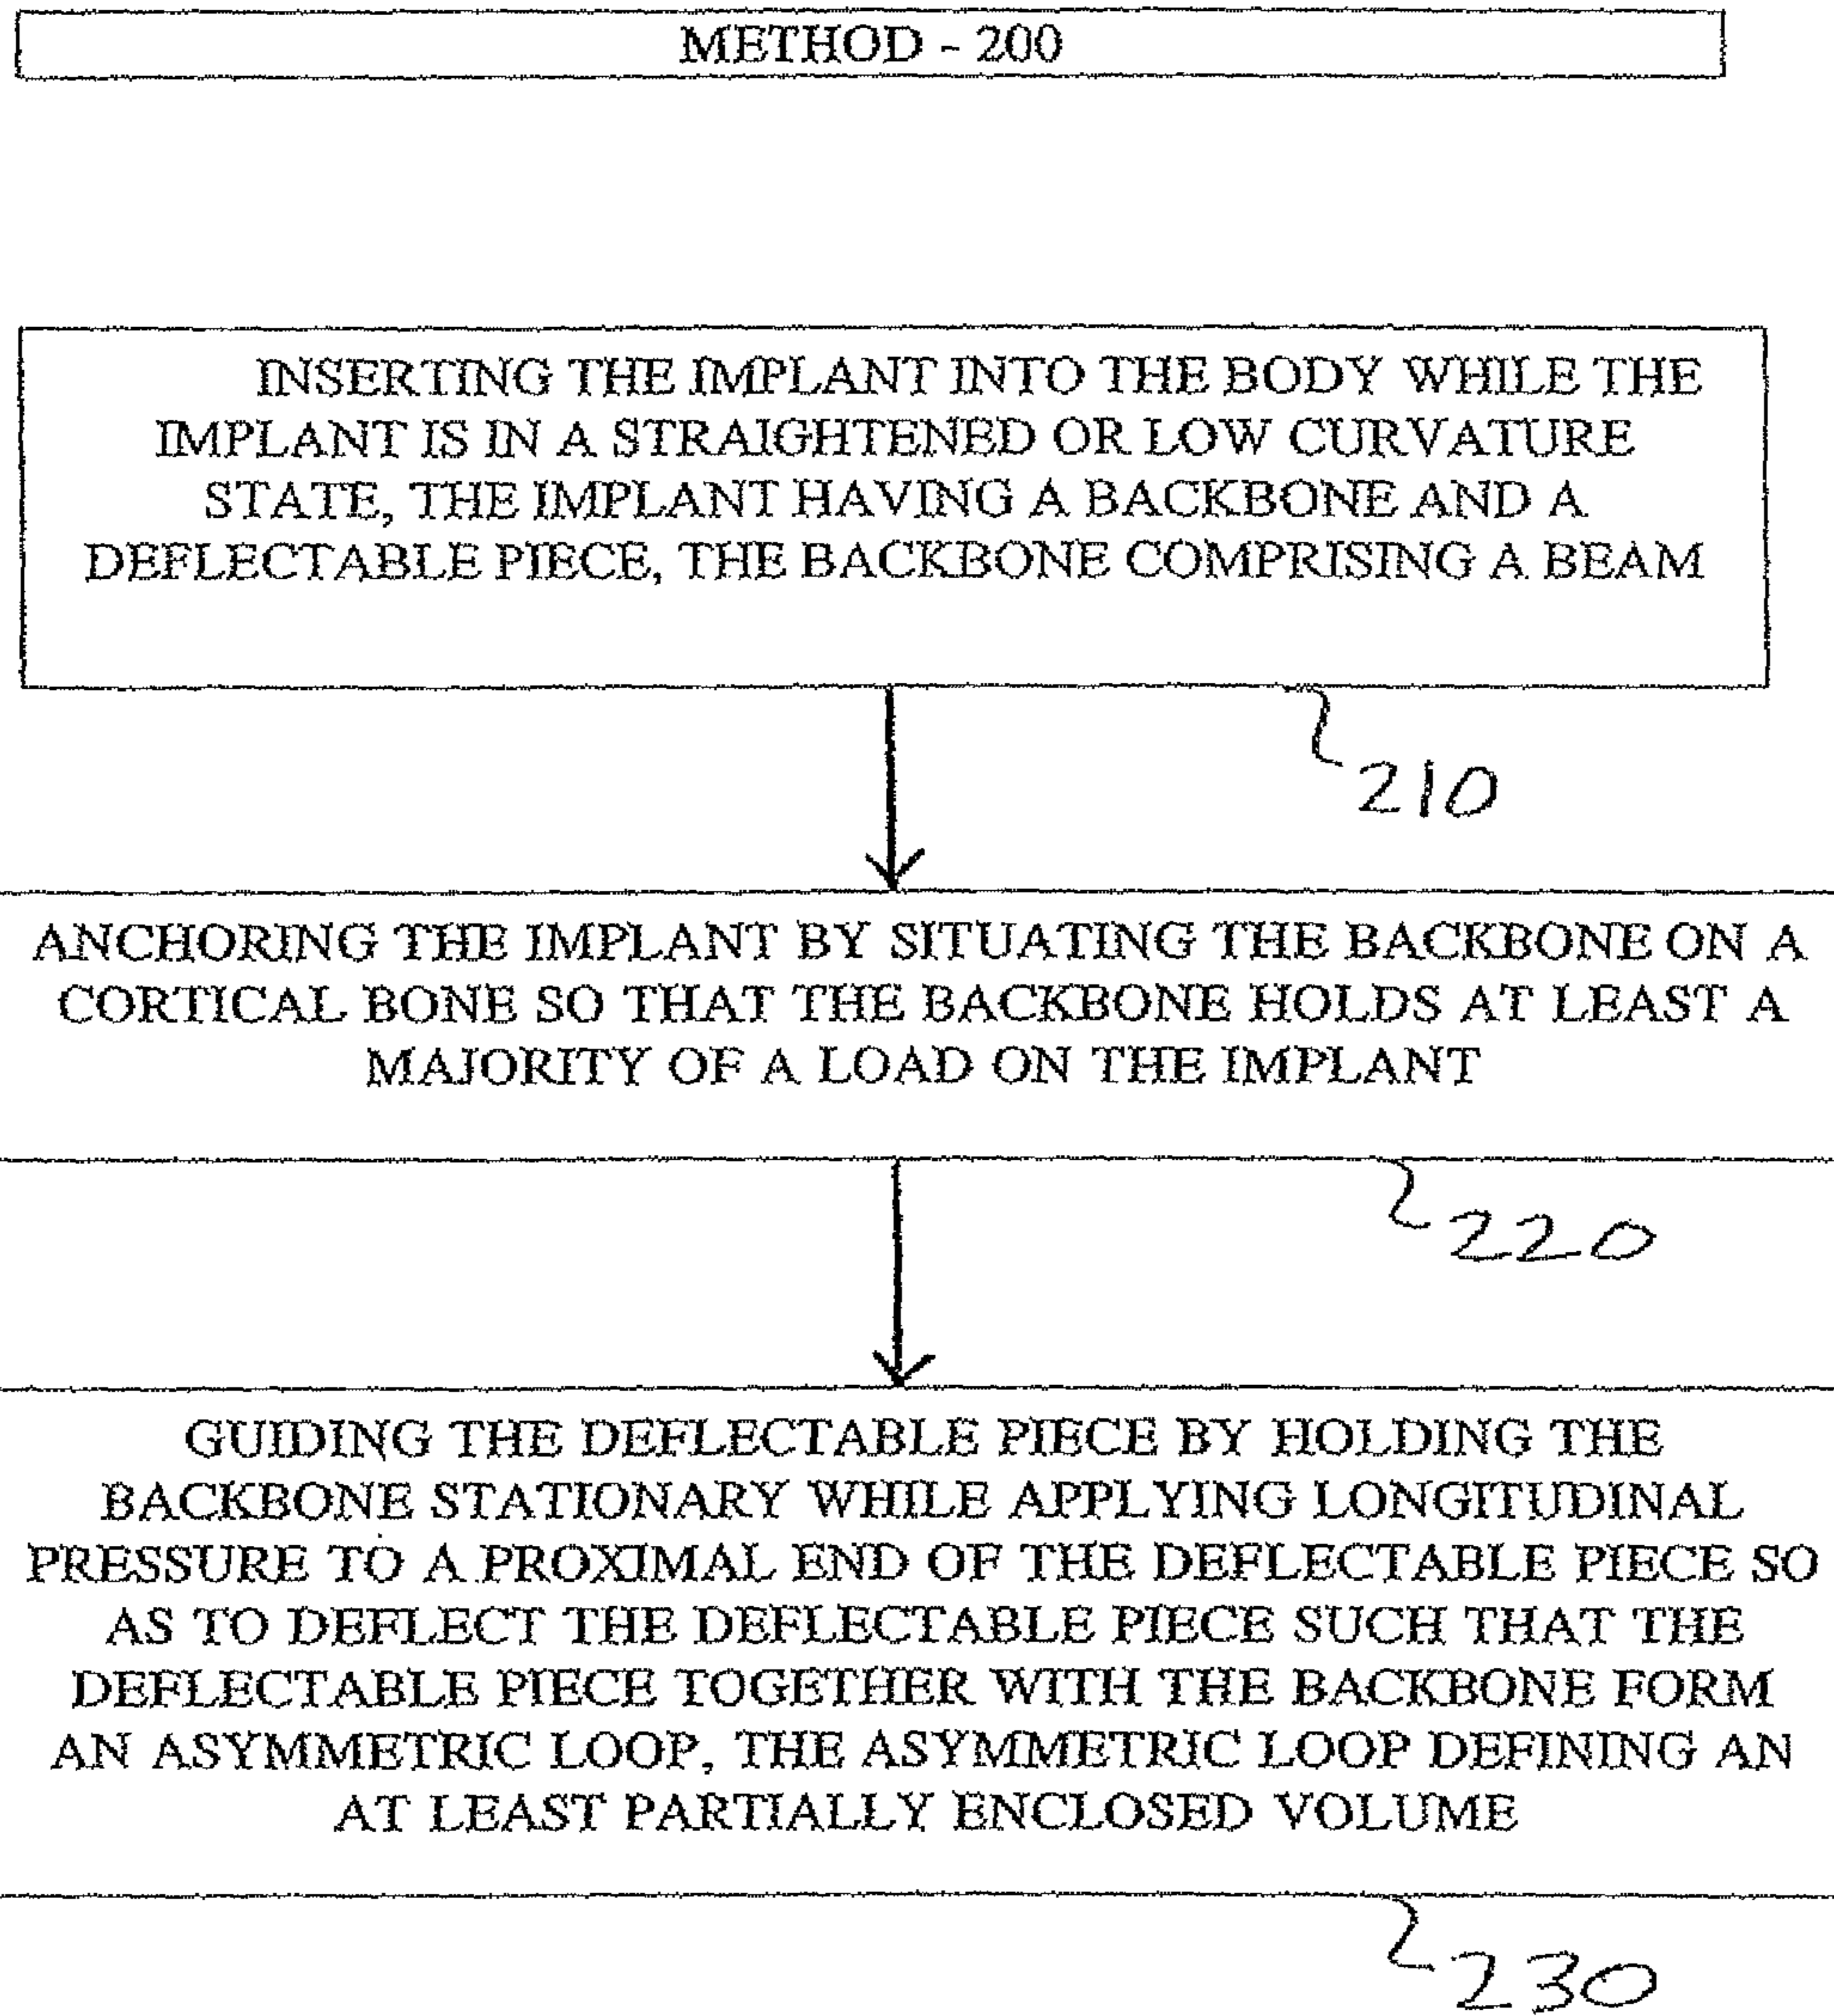 METHOD - 200
INSERTING THE IMPLANT INTO THE BODY WHILE THE
IMPLANT IS IN A STRAIGHTENED OR LOW CURVATURE
STATE, THE IMPLANT HAVING A BACKBONE AND A
DEFLECTABLE PIECE, THE BACKBONE COMPRISING A BEAM
210
ANCHORING THE IMPLANT BY SITUATING THE BACKBONE ON A
CORTICAL BONE SO THAT THE BACKBONE HOLDS AT LEAST A
MAJORITY OF A LOAD ON THE IMPLANT
220
GUIDING THE DEFLECTABLE PIECE BY HOLDING THE
BACKBONE STATIONARY WHILE APPLYING LONGITUDINAL
PRESSURE TO A PROXIMAL END OF THE DEFLECTABLE PIECE SO
AS TO DEFLECT THE DEFLECTABLE PIECE SUCH THAT THE
DEFLECTABLE PIECE TOGETHER WITH THE BACKBONE FORM
AN ASYMMETRIC LOOP, THE ASYMMETRIC LOOP DEFINING AN
AT LEAST PARTIALLY ENCLOSED VOLUME
230